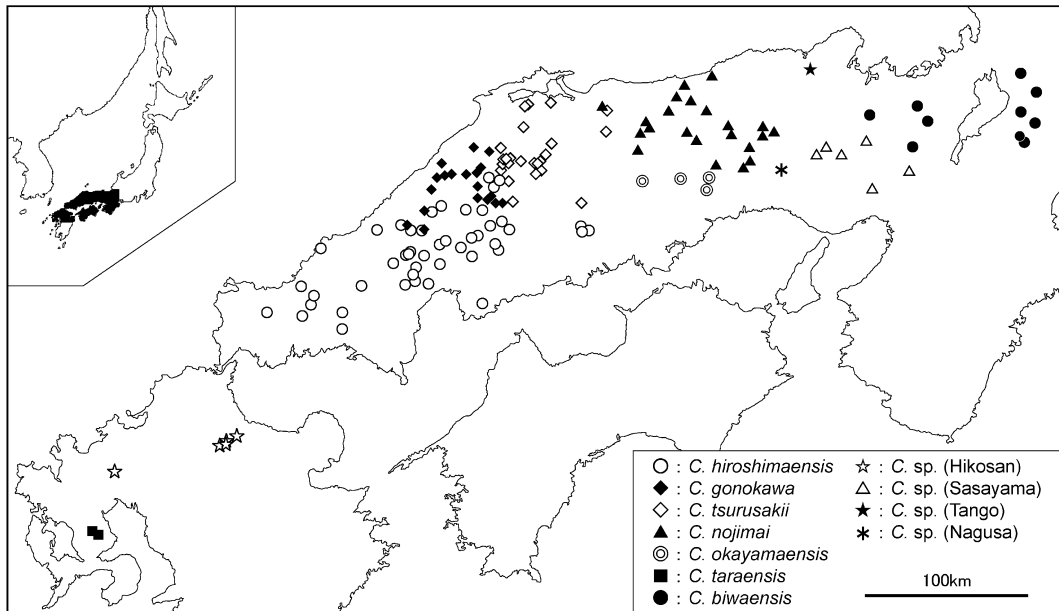 ○ : C. hiroshimaensis
◆ : C. gonokawa
◇ : C. tsurusakii
▲ : C. nojimai
◎ : C. okayamaensis
■ : C. taraensis
● : C. biwaensis
☆ : C. sp. (Hikosan)
△ : C. sp. (Sasayama)
★ : C. sp. (Tango)
* : C. sp. (Nagusa)
100km